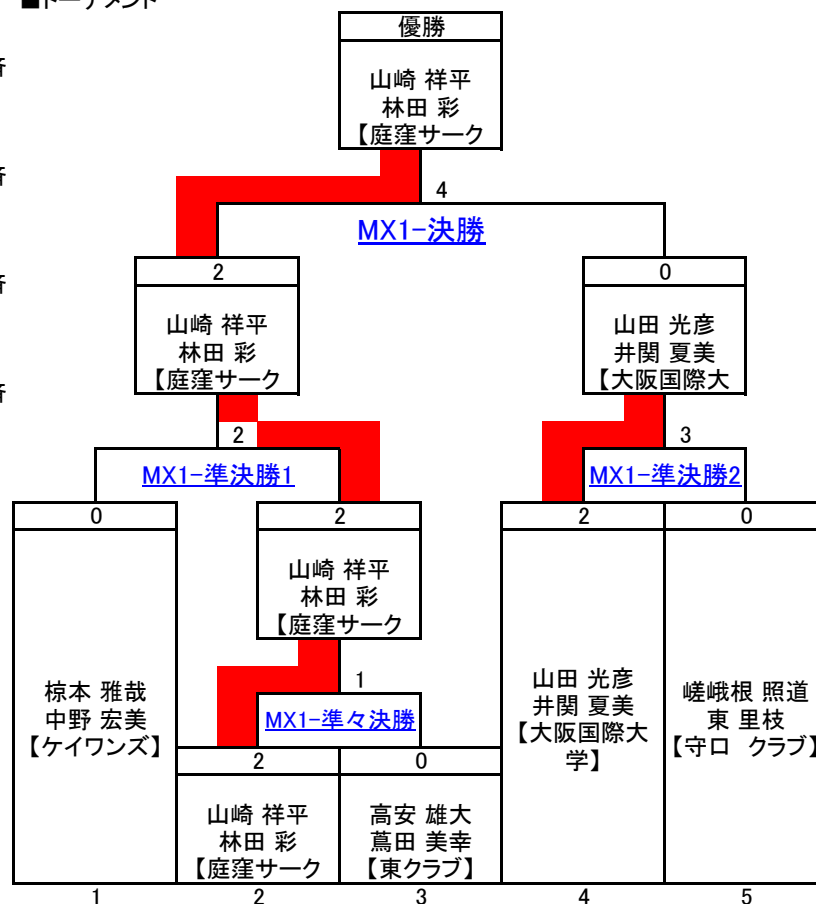 ■トーナメント
優勝
山崎 祥平
林田 彩
【庭窪サーク
4
MX1-決勝
2
山崎 祥平
林田 彩
【庭窪サーク
0
山田 光彦
井関 夏美
【大阪国際大
2
MX1-準決勝1
3
MX1-準決勝2
0
椋本 雅哉
中野 宏美
【ケイワンズ】
2
山崎 祥平
林田 彩
【庭窪サーク
2
山田 光彦
井関 夏美
【大阪国際大
学】
0
嵯峨根 照道
東 里枝
【守口 クラブ】
1
MX1-準々決勝
2
山崎 祥平
林田 彩
【庭窪サーク
0
高安 雄大
蔦田 美幸
【東クラブ】
1
2
3
4
5